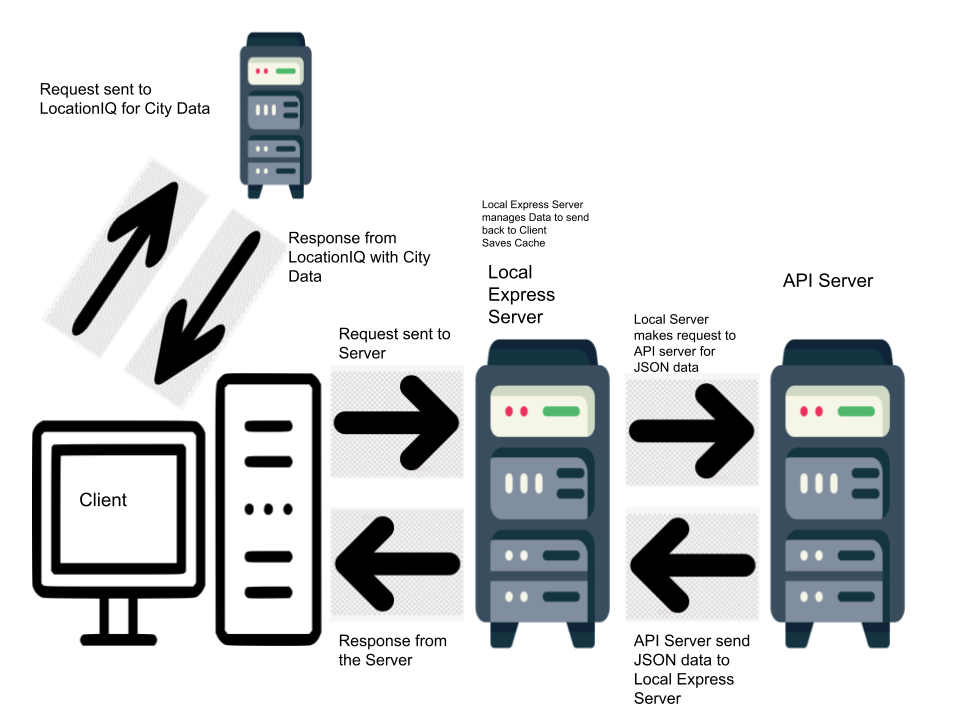 Request sent to
LocationIQ for City Data
Response from
LocationIQ with City
Data
Local Express Server
manages Data to send
back to Client
Saves Cache
Local
Express
Server
API Server
Request sent to
Server
Local Server
makes request to
API server for
JSON data
Client
Response from
the Server
API Server send
JSON data to
Local Express
Server